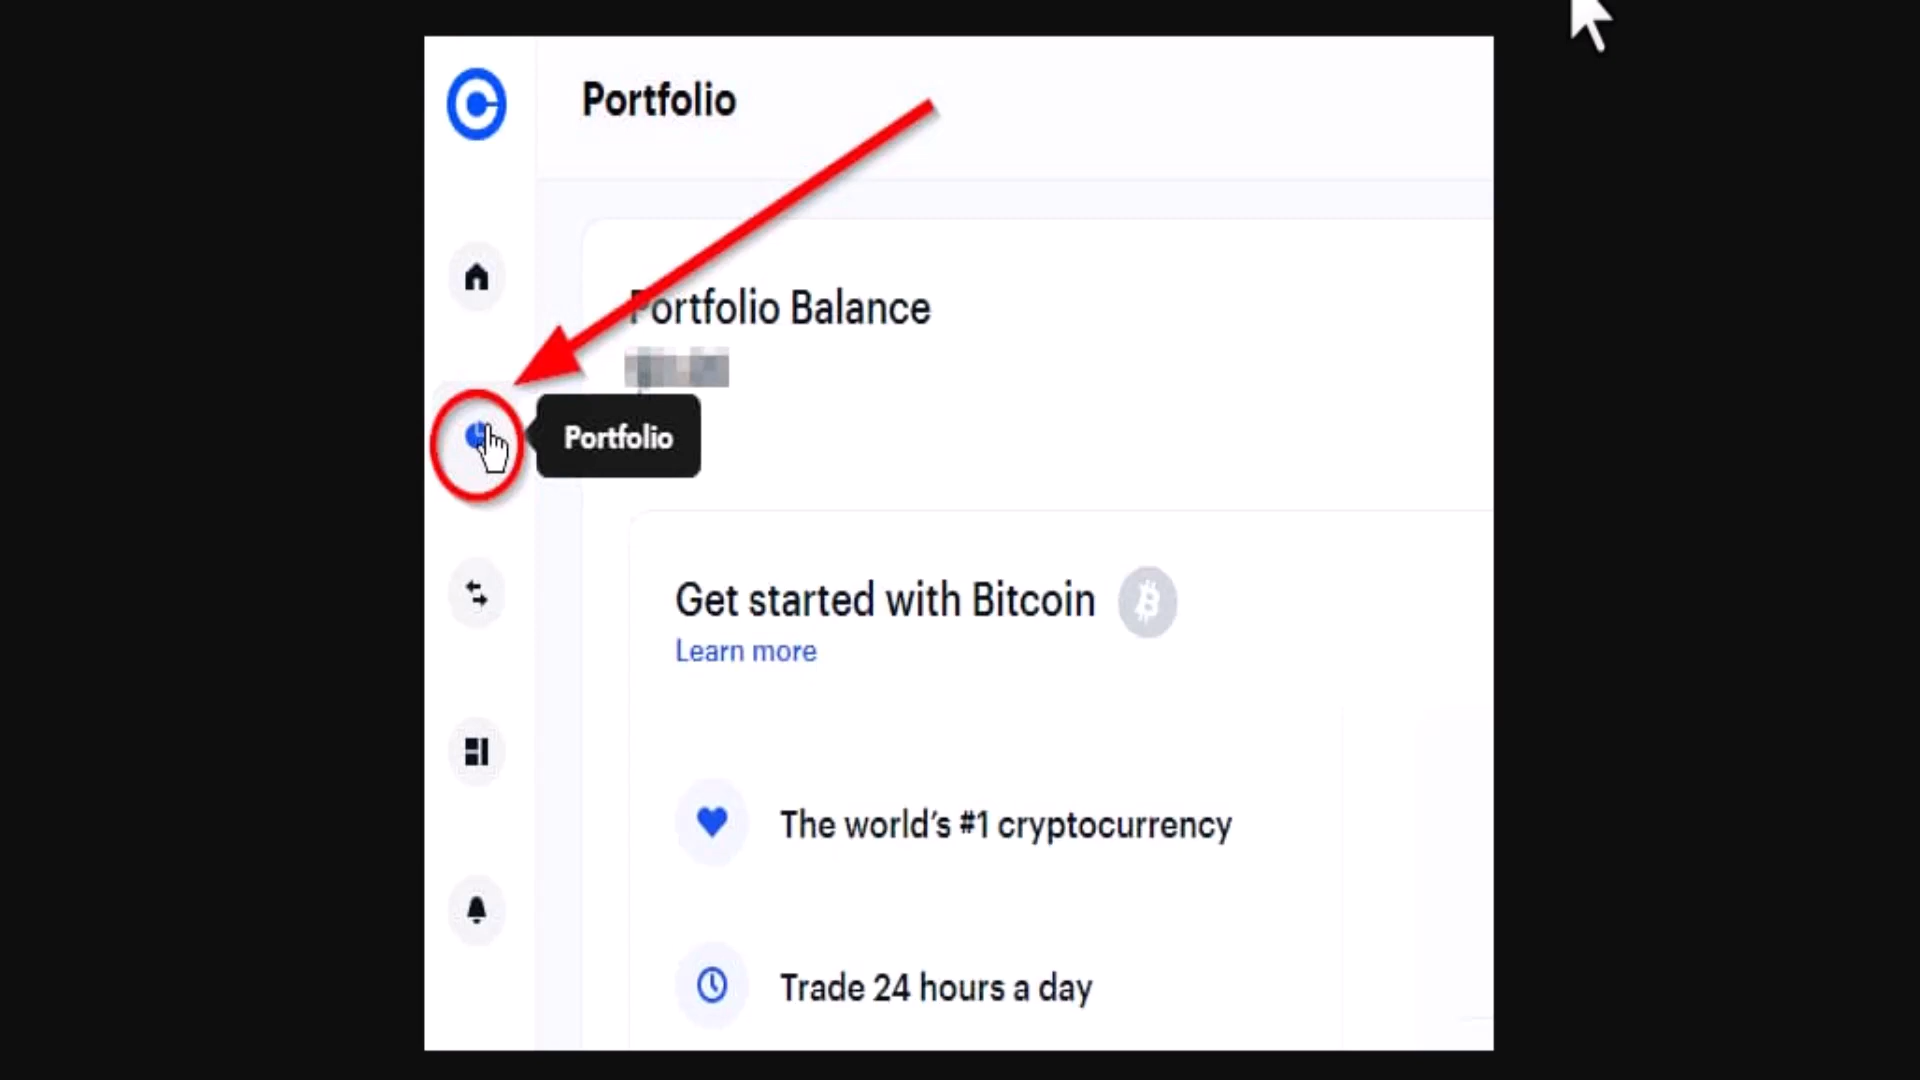 Portfolio
Portfolio Balance
Portfolio
Get started with Bitcoin
Learn more
The world's #1 cryptocurrency
Trade 24 hours a day